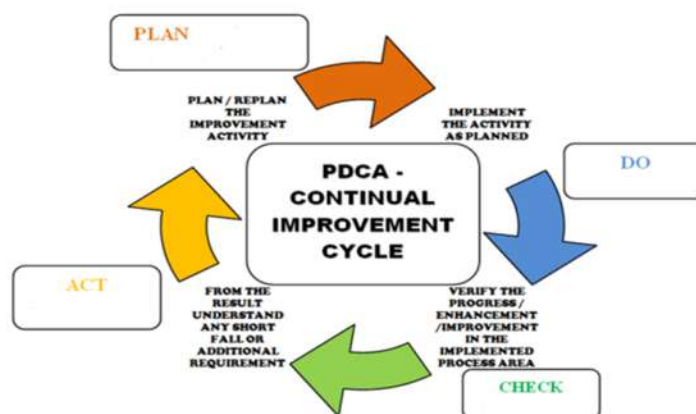 PLAN
PLAN / REPLAN
THE
IMPROVEMENT
ACTIVITY
IMPLEMENT
THE ACTIVITY
AS PLANNED
PDCA -
CONTINUAL
IMPROVEMENT
CYCLE
DO
ACT
FROM THE
RESULT
UNDERSTAND
ANY SHORT
FALL OR
ADDITIONAL
REQUIREMENT
VERIFY THE
PROGRESS /
ENHANCEMENT
/IMPROVEMENT
IN THE
IMPLEMENTED
PROCESS AREA
CHECK